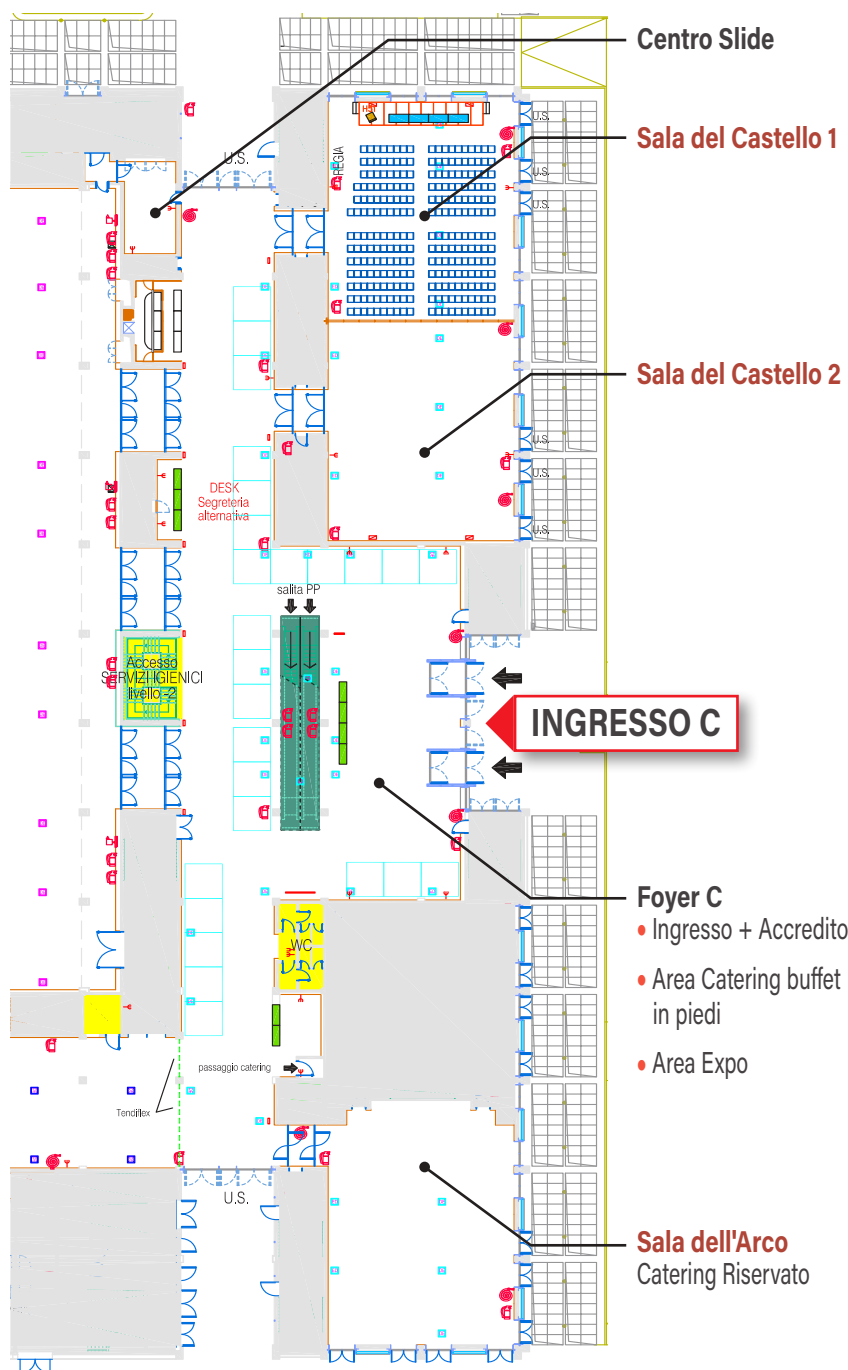 Centro Slide
HCT
U.S.
REGIA
U.S.
Sala del Castello 1
U.S.
U.S.
Sala del Castello 2
U.S.
U.S.
DESK
Segreteria
alternativa
U.S.
salita PP
Accesso
SERVIZI IGIENICI
livello -2
INGRESSO C
Foyer C
• Ingresso + Accredito
• Area Catering buffet
in piedi
• Area Expo
WC
passaggio catering
Tendiflex
U.S.
Sala dell'Arco
Catering Riservato